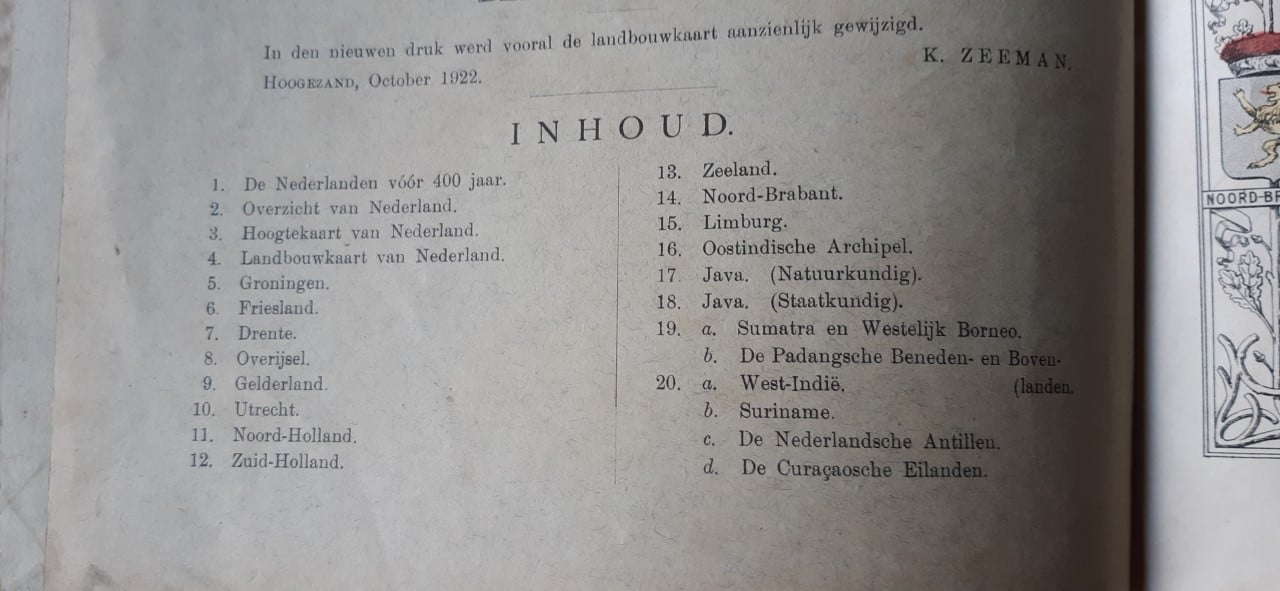 In den nieuwen druk werd vooral de landbouwkaart aanzienlijk gewijzigd.
K. ZEEMAN.
HOOGEZAND, October 1922.
INHOUD.
1. De Nederlanden vóór 400 jaar.
2. Overzicht van Nederland.
3. Hoogtekaart van Nederland.
4. Landbouwkaart van Nederland.
5. Groningen.
6. Friesland.
7. Drente.
8. Overijsel.
9. Gelderland.
10. Utrecht.
11. Noord-Holland.
12. Zuid-Holland.
13. Zeeland.
14. Noord-Brabant.
15. Limburg.
16. Oostindische Archipel.
17. Java. (Natuurkundig).
18. Java. (Staatkundig).
19. a. Sumatra en Westelijk Borneo.
b. De Padangsche Beneden- en Boven-
20. a. West-Indië. (landen.
b. Suriname.
c. De Nederlandsche Antillen.
d. De Curaçaosche Eilanden.
NOORD-BR